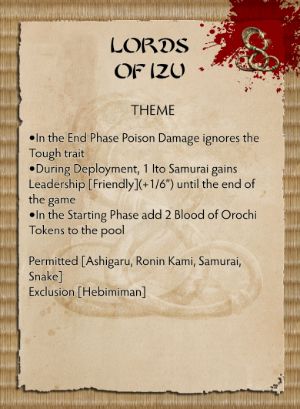 LORDS
OF IZU
THEME
•In the End Phase Poison Damage ignores the
Tough trait
•During Deployment, 1 Ito Samurai gains
Leadership [Friendly](+1/6") until the end of
the game
•In the Starting Phase add 2 Blood of Orochi
Tokens to the pool
Permitted [Ashigaru, Ronin Kami, Samurai,
Snake]
Exclusion [Hebimiman]